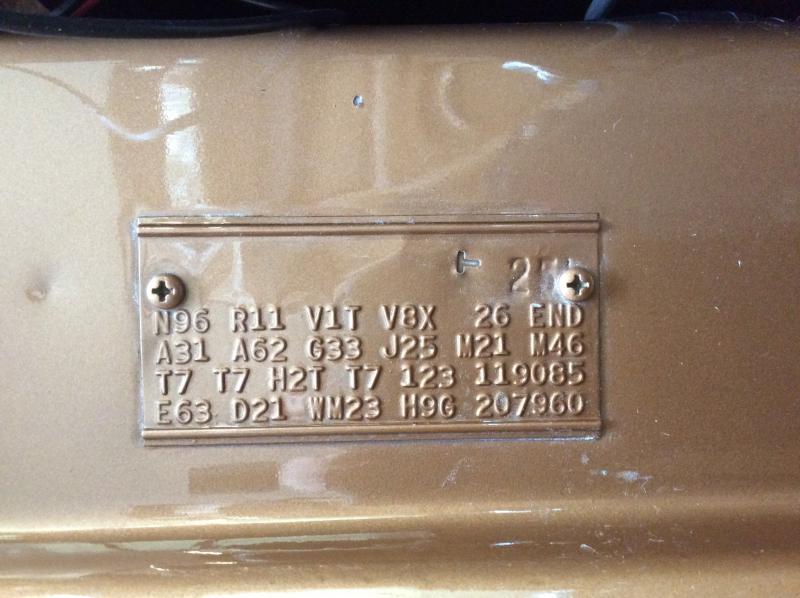 N96 R11 V1T V8X 26 END
A31 A62 G33 J25 M21 M46
T7 T7 H2T T7 123 119085
E63 D21 WM23 H9G 207960